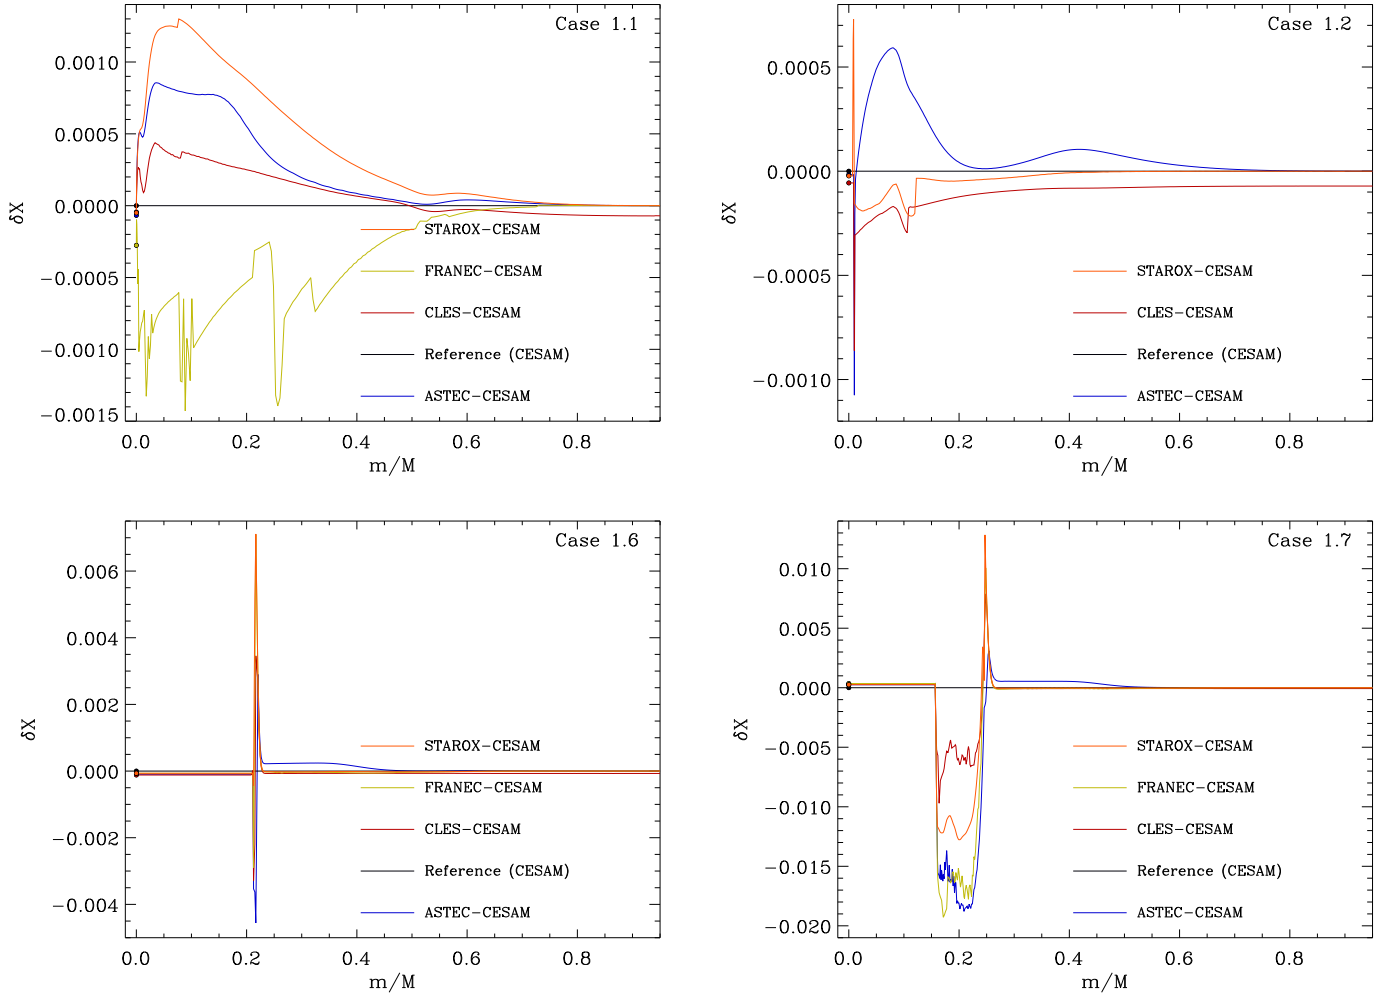 Case 1.1
0.0010
0.0005
0.0000
−0.0005
−0.0010
−0.0015
δX
STAROX−CESAM
FRANEC−CESAM
CLES−CESAM
Reference (CESAM)
ASTEC−CESAM
0.0 0.2 0.4 0.6 0.8
m/M
Case 1.2
0.0005
0.0000
−0.0005
−0.0010
δX
STAROX−CESAM
CLES−CESAM
Reference (CESAM)
ASTEC−CESAM
0.0 0.2 0.4 0.6 0.8
m/M
Case 1.6
0.006
0.004
0.002
0.000
−0.002
−0.004
δX
STAROX−CESAM
FRANEC−CESAM
CLES−CESAM
Reference (CESAM)
ASTEC−CESAM
0.0 0.2 0.4 0.6 0.8
m/M
Case 1.7
0.010
0.005
0.000
−0.005
−0.010
−0.015
−0.020
δX
STAROX−CESAM
FRANEC−CESAM
CLES−CESAM
Reference (CESAM)
ASTEC−CESAM
0.0 0.2 0.4 0.6 0.8
m/M